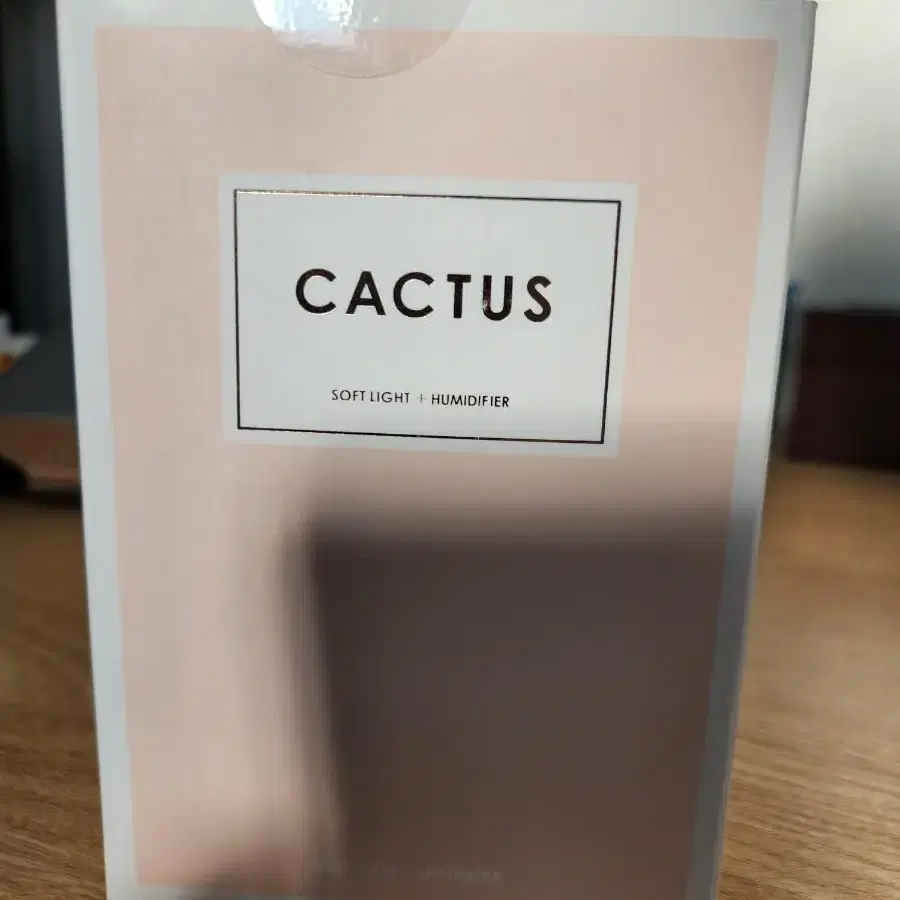 CACTUS
SOFT LIGHT + HUMIDIFIER